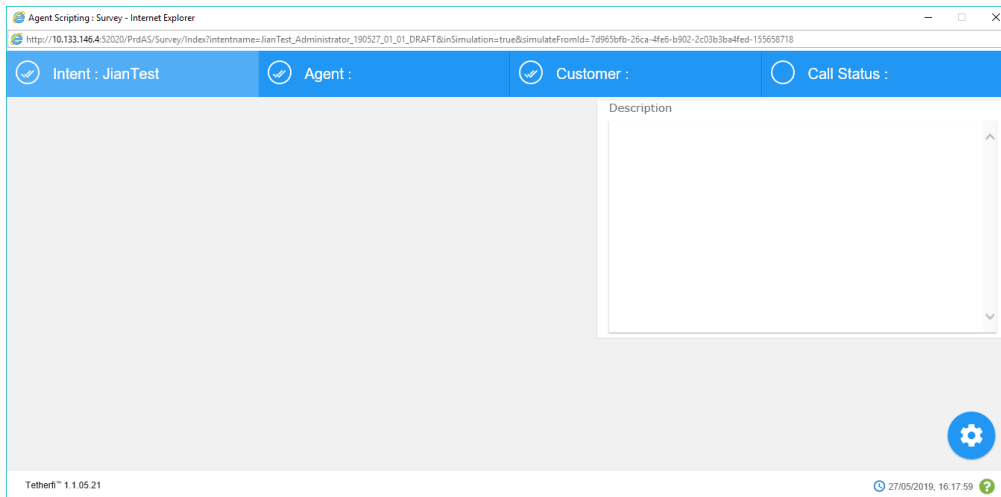 Agent Scripting : Survey - Internet Explorer
http://10.133.146.4:52020/PrdAS/Survey/Index?intentname=JianTest_Administrator_190527_01_01_DRAFT&inSimulation=true&simulateFromId=7d965bfb-26ca-4fe6-b902-2c03b3ba4fed-155658718
Intent : JianTest
Agent :
Customer :
Call Status :
Description
Tetherfi™ 1.1.05.21
27/05/2019, 16:17:59 ?